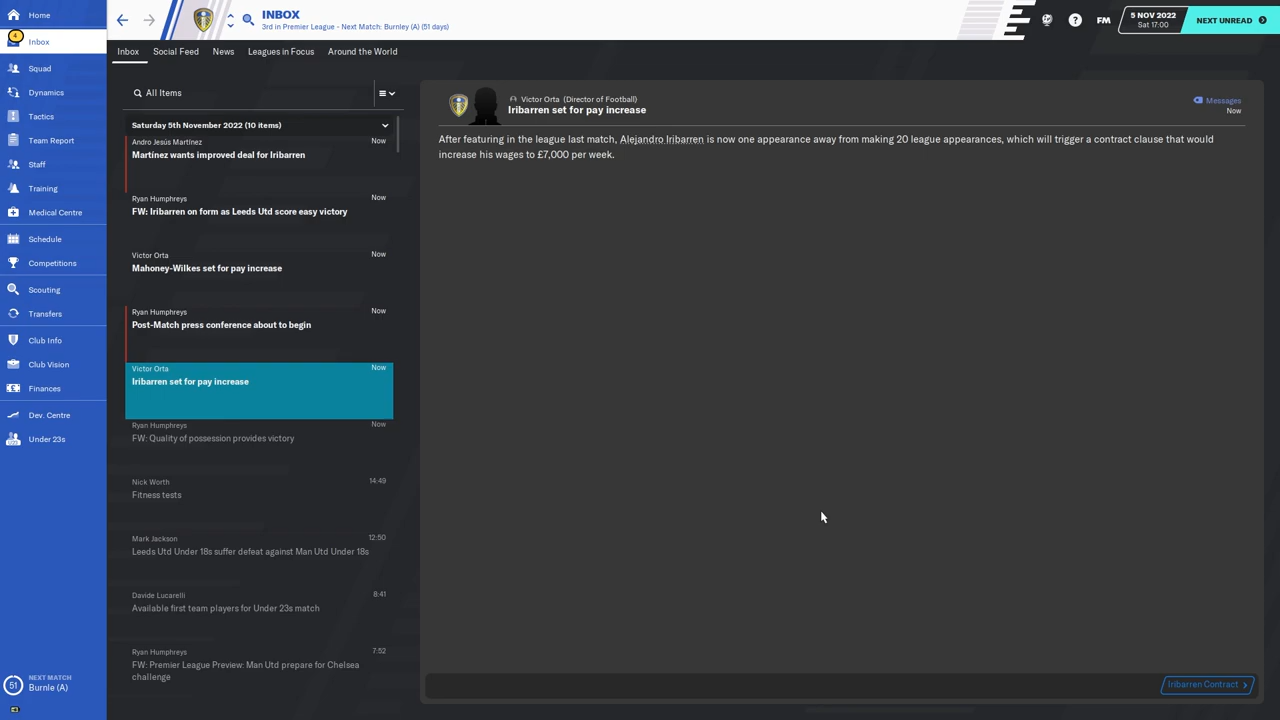 Home
4
Inbox
Squad
Dynamics
Tactics
Team Report
Staff
Training
Medical Centre
Schedule
Competitions
Scouting
Transfers
Club Info
Club Vision
Finances
Dev. Centre
Under 23s
51
NEXT MATCH
Burnle (A)
INBOX
3rd in Premier League - Next Match: Burnley (A) (51 days)
FM
5 NOV 2022
Sat 17:00
NEXT UNREAD
Inbox
Social Feed
News
Leagues in Focus
Around the World
All Items
Saturday 5th November 2022 (10 items)
Andro Jesús Martínez
Now
Martínez wants improved deal for Iribarren
Ryan Humphreys
Now
FW: Iribarren on form as Leeds Utd score easy victory
Victor Orta
Now
Mahoney-Wilkes set for pay increase
Ryan Humphreys
Now
Post-Match press conference about to begin
Victor Orta
Now
Iribarren set for pay increase
Ryan Humphreys
Now
FW: Quality of possession provides victory
Nick Worth
14:49
Fitness tests
Mark Jackson
12:50
Leeds Utd Under 18s suffer defeat against Man Utd Under 18s
Davide Lucarelli
8:41
Available first team players for Under 23s match
Ryan Humphreys
7:52
FW: Premier League Preview: Man Utd prepare for Chelsea
challenge
Victor Orta (Director of Football)
Iribarren set for pay increase
Messages
Now
After featuring in the league last match, Alejandro Iribarren is now one appearance away from making 20 league appearances, which will trigger a contract clause that would
increase his wages to £7,000 per week.
Iribarren Contract